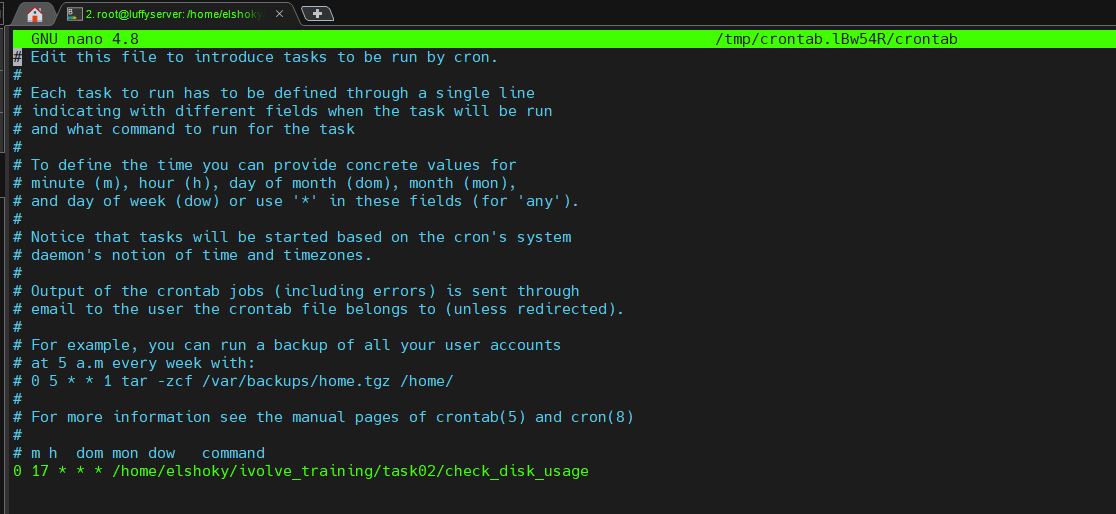 2. root@luffyserver: /home/elshoky
GNU nano 4.8 /tmp/crontab.lBw54R/crontab
# Edit this file to introduce tasks to be run by cron.
#
# Each task to run has to be defined through a single line
# indicating with different fields when the task will be run
# and what command to run for the task
#
# To define the time you can provide concrete values for
# minute (m), hour (h), day of month (dom), month (mon),
# and day of week (dow) or use '*' in these fields (for 'any').
#
# Notice that tasks will be started based on the cron's system
# daemon's notion of time and timezones.
#
# Output of the crontab jobs (including errors) is sent through
# email to the user the crontab file belongs to (unless redirected).
#
# For example, you can run a backup of all your user accounts
# at 5 a.m every week with:
# 0 5 * * 1 tar -zcf /var/backups/home.tgz /home/
#
# For more information see the manual pages of crontab(5) and cron(8)
#
# m h  dom mon dow   command
0 17 * * * /home/elshoky/ivolve_training/task02/check_disk_usage